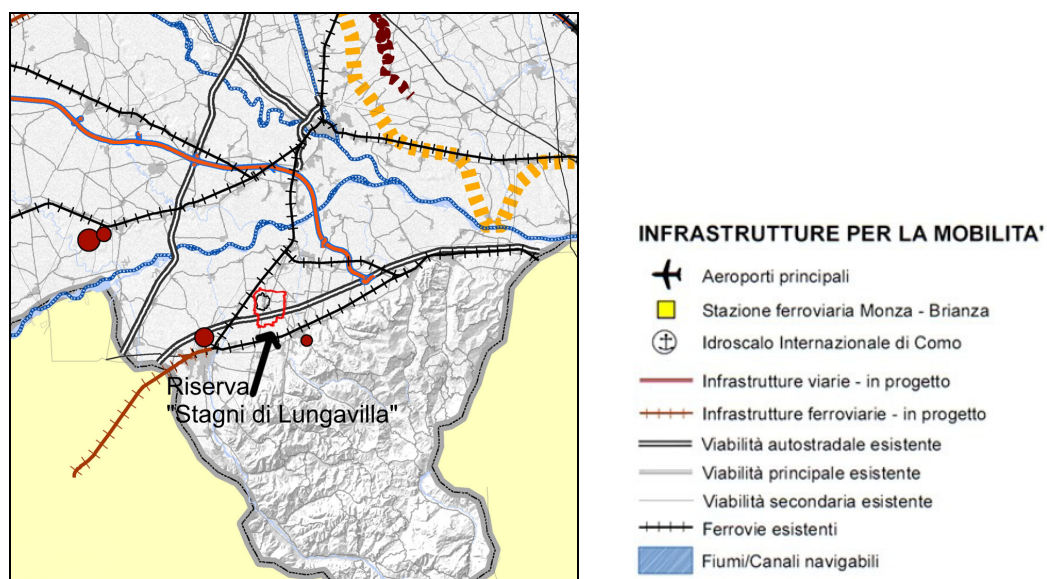 Riserva
"Stagni di Lungavilla"
INFRASTRUTTURE PER LA MOBILITA'
Aeroporti principali
Stazione ferroviaria Monza - Brianza
Idroscalo Internazionale di Como
Infrastrutture viarie - in progetto
Infrastrutture ferroviarie - in progetto
Viabilità autostradale esistente
Viabilità principale esistente
Viabilità secondaria esistente
Ferrovie esistenti
Fiumi/Canali navigabili